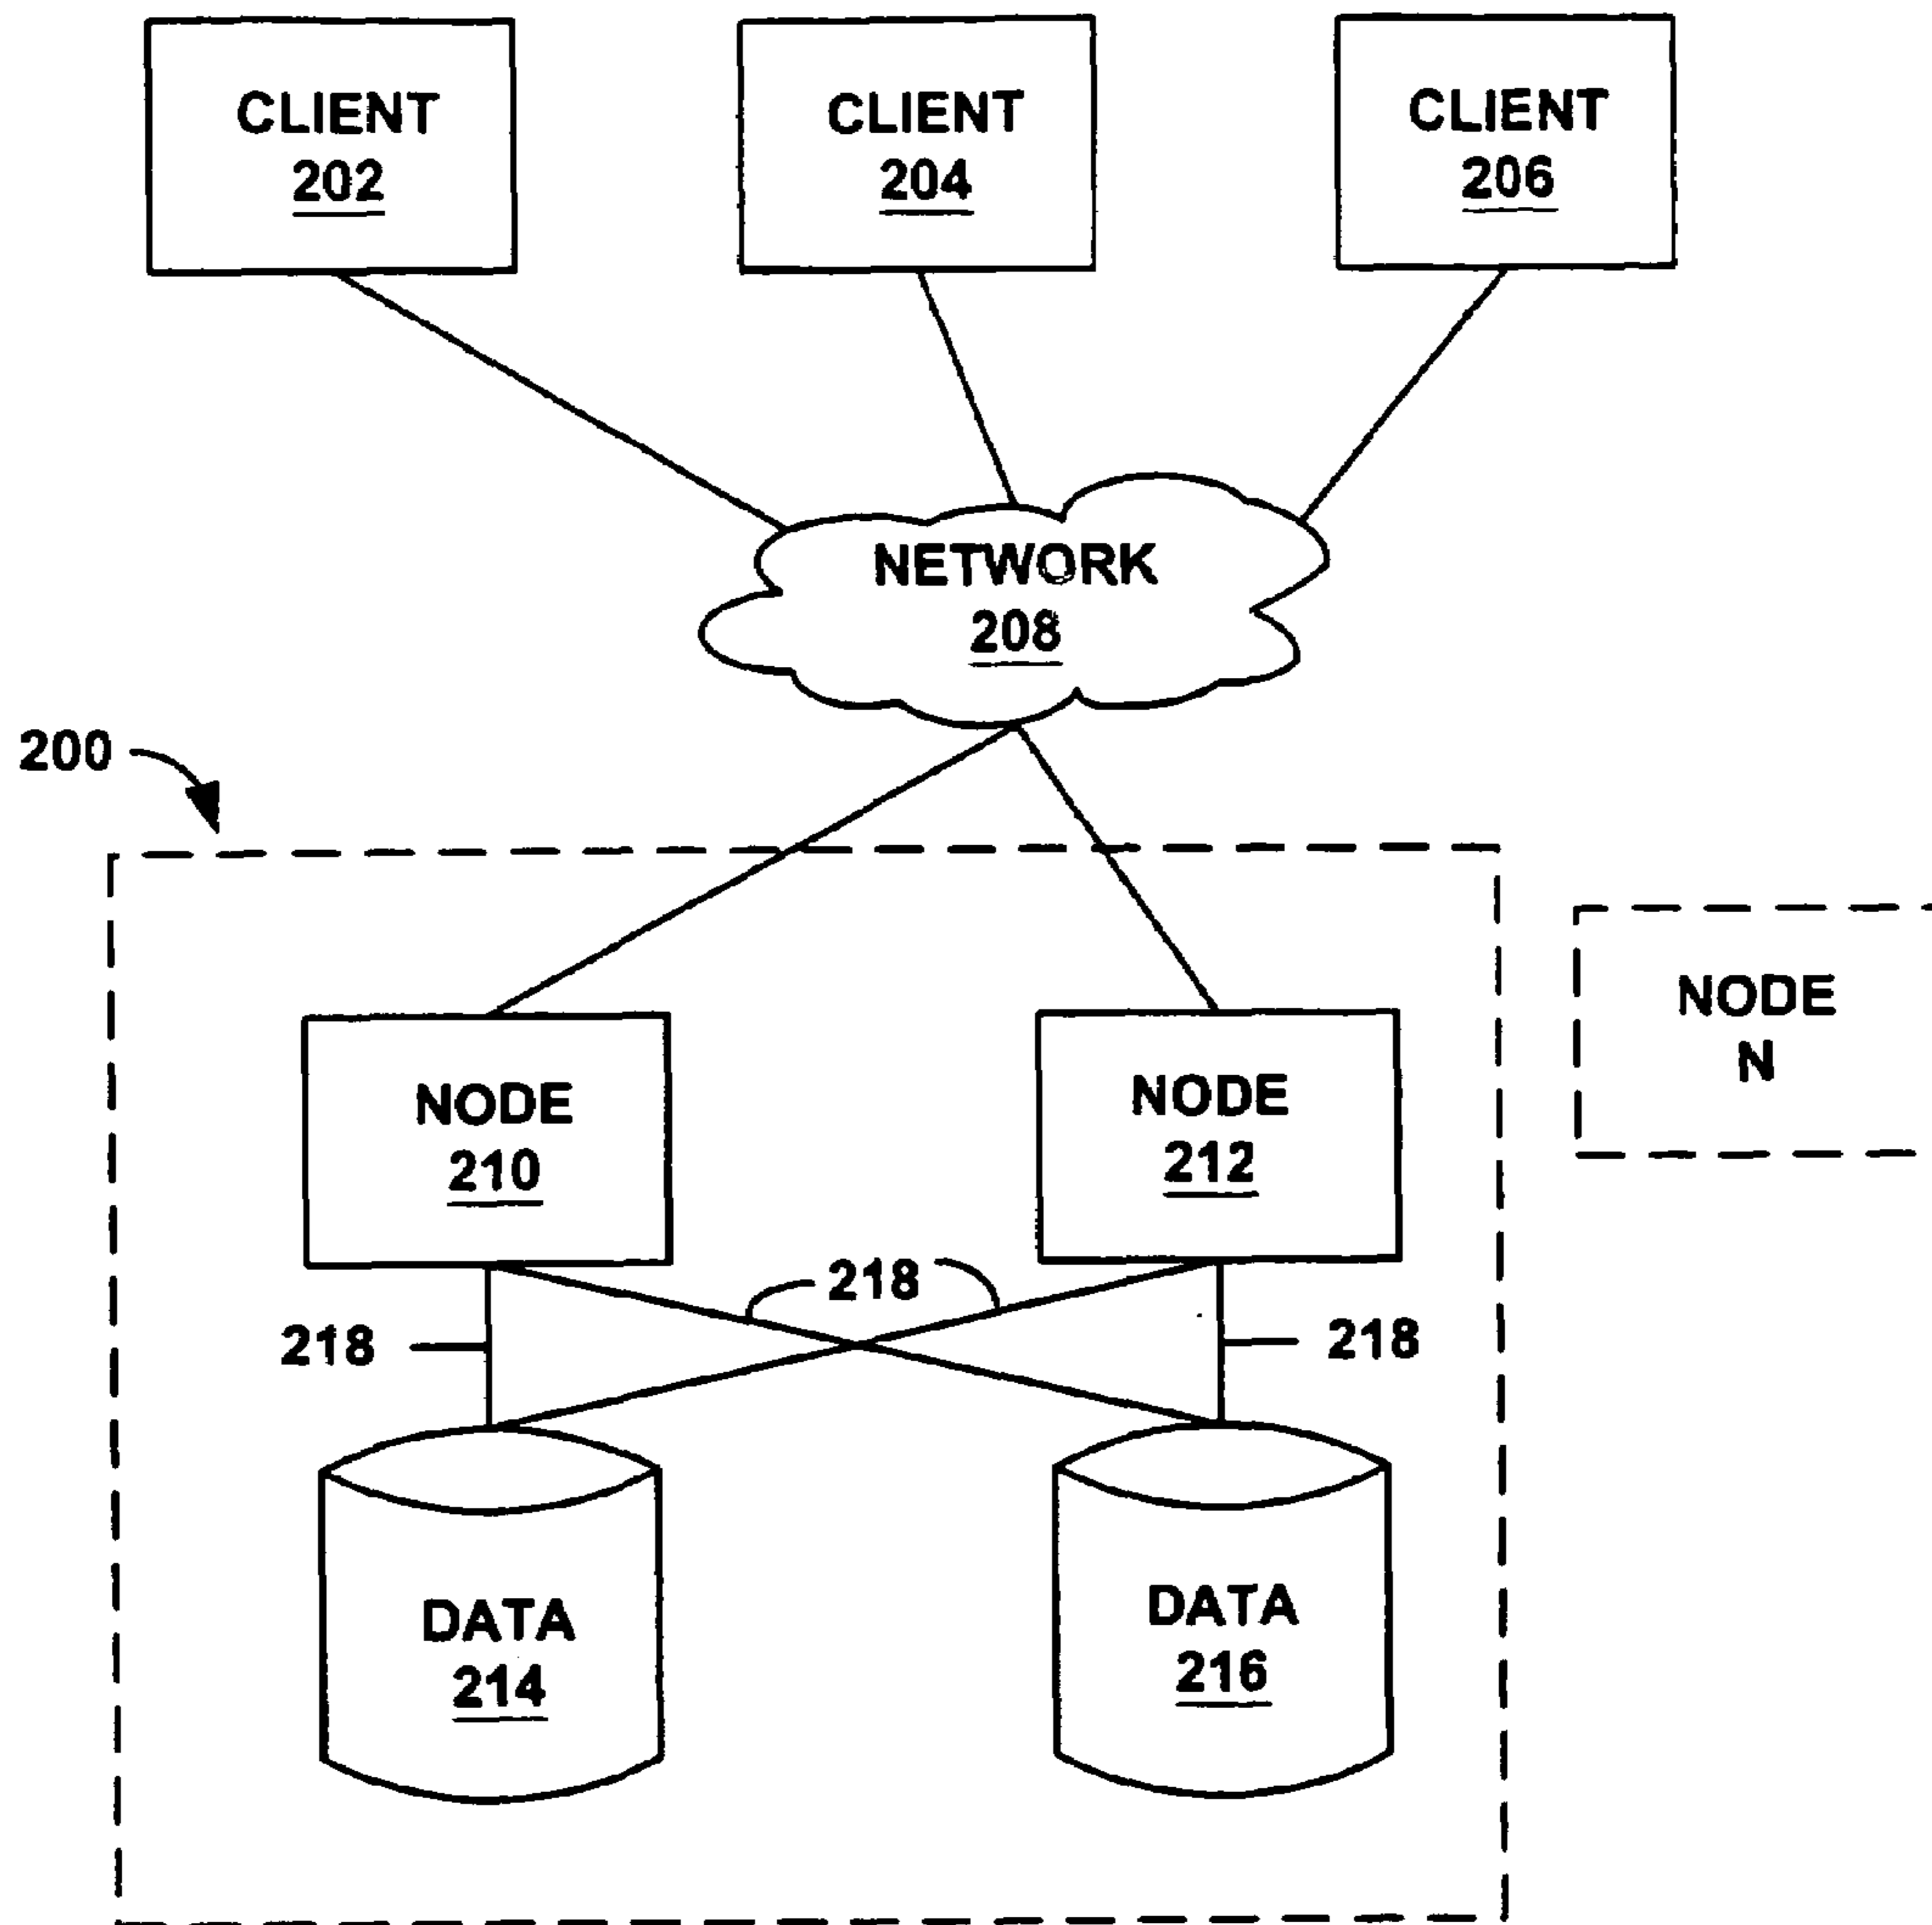 CLIENT
202
CLIENT
204
CLIENT
206
NETWORK
208
200
NODE
N
NODE
210
NODE
212
218
218
218
DATA
214
DATA
216